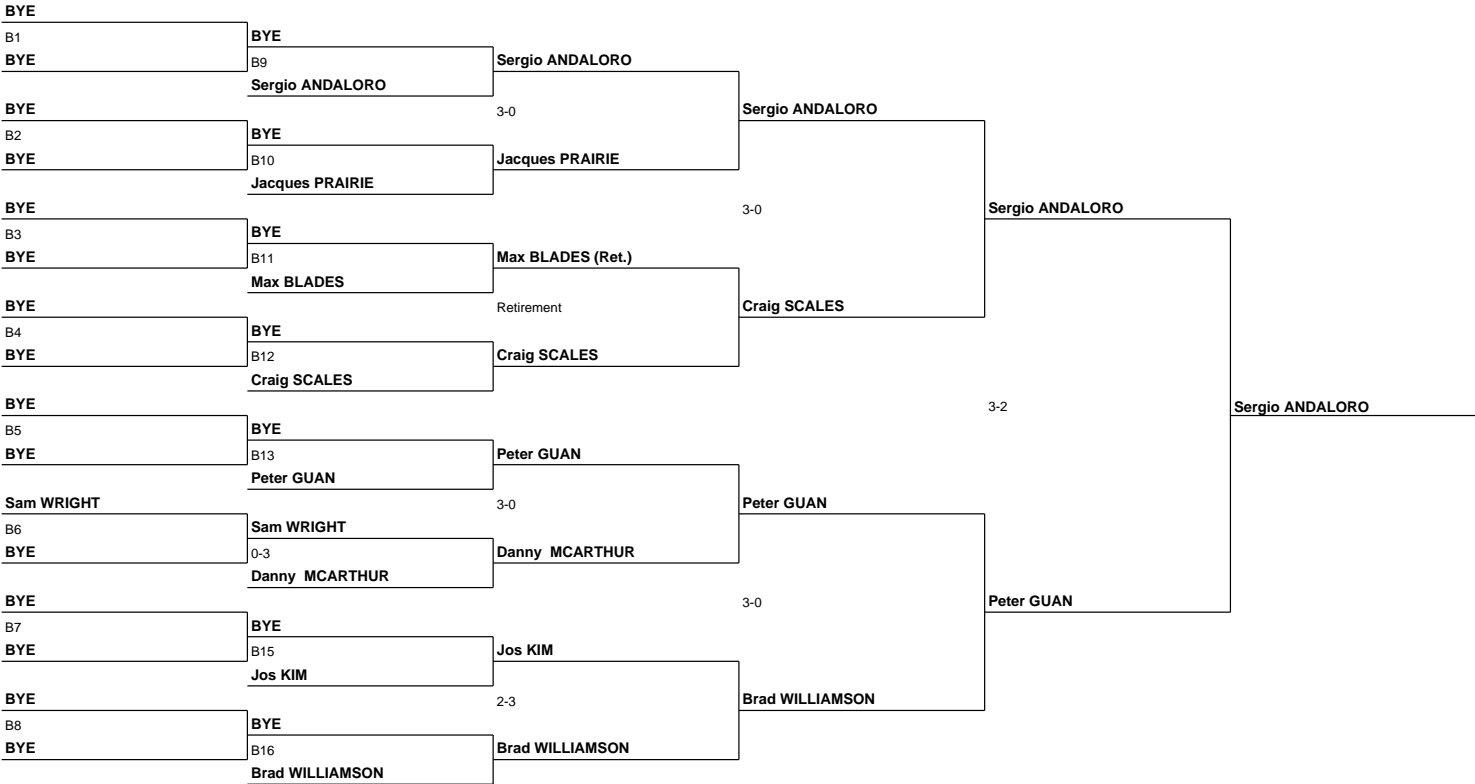 BYE
B1
BYE
BYE
B9
Sergio ANDALORO
Sergio ANDALORO
BYE
B2
BYE
BYE
B10
Jacques PRAIRIE
3-0
Jacques PRAIRIE
Sergio ANDALORO
BYE
B3
BYE
BYE
B11
Max BLADES
Max BLADES (Ret.)
BYE
B4
BYE
BYE
B12
Craig SCALES
Retirement
Craig SCALES
3-0
Craig SCALES
Sergio ANDALORO
BYE
B5
BYE
BYE
B13
Peter GUAN
Peter GUAN
Sam WRIGHT
B6
BYE
Sam WRIGHT
0-3
Danny MCARTHUR
3-0
Danny MCARTHUR
Peter GUAN
BYE
B7
BYE
BYE
B15
Jos KIM
Jos KIM
BYE
B8
BYE
BYE
B16
Brad WILLIAMSON
2-3
Brad WILLIAMSON
3-0
Brad WILLIAMSON
Peter GUAN
3-2
Sergio ANDALORO